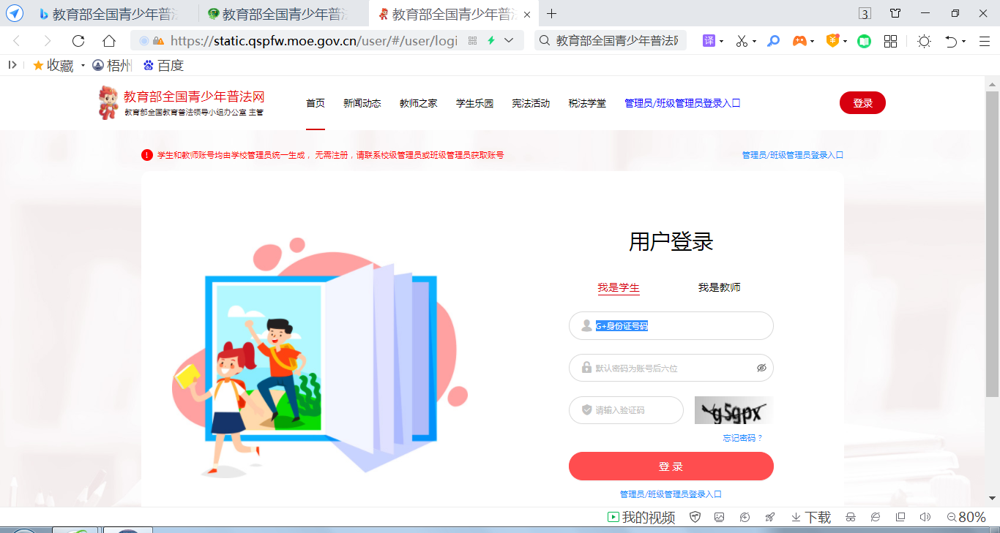 教育部全国青少年普法
教育部全国青少年普法
教育部全国青少年普法
3
https://static.qspfw.moe.gov.cn/user/#/user/logi
教育部全国青少年普法
译
收藏
梧州
百度
教育部全国青少年普法网
教育部全国教育普法领导小组办公室 主管
首页
新闻动态
教师之家
学生乐园
宪法活动
税法学堂
管理员/班级管理员登录入口
登录
学生和教师账号均由学校管理员统一生成， 无需注册，请联系校级管理员或班级管理员获取账号
管理员/班级管理员登录入口
用户登录
我是学生
我是教师
G+身份证号码
默认密码为账号后六位
请输入验证码
g5gpx
忘记密码？
登 录
管理员/班级管理员登录入口
我的视频
下载
80%